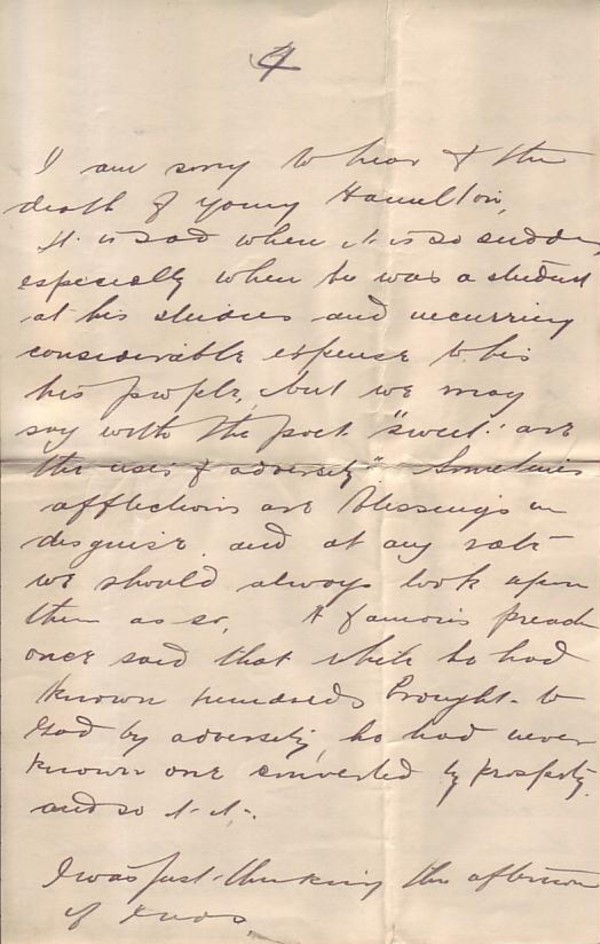 4
I am sorry to hear of the
death of young Hamilton,
It is sad when it is so sudden,
especially when he was a student
at his studies and incurring
considerable expense to his
his people, but we may
say with the poet "sweet are
the uses of adversity". Sometimes
afflictions are blessings in
disguise, and at any rate
we should always look upon
them as so. A famous preach
once said that while he had
known hundreds brought to
God by adversity, he had never
known one converted by prosperity,
and so it is.
I was just thinking this afternoon
if